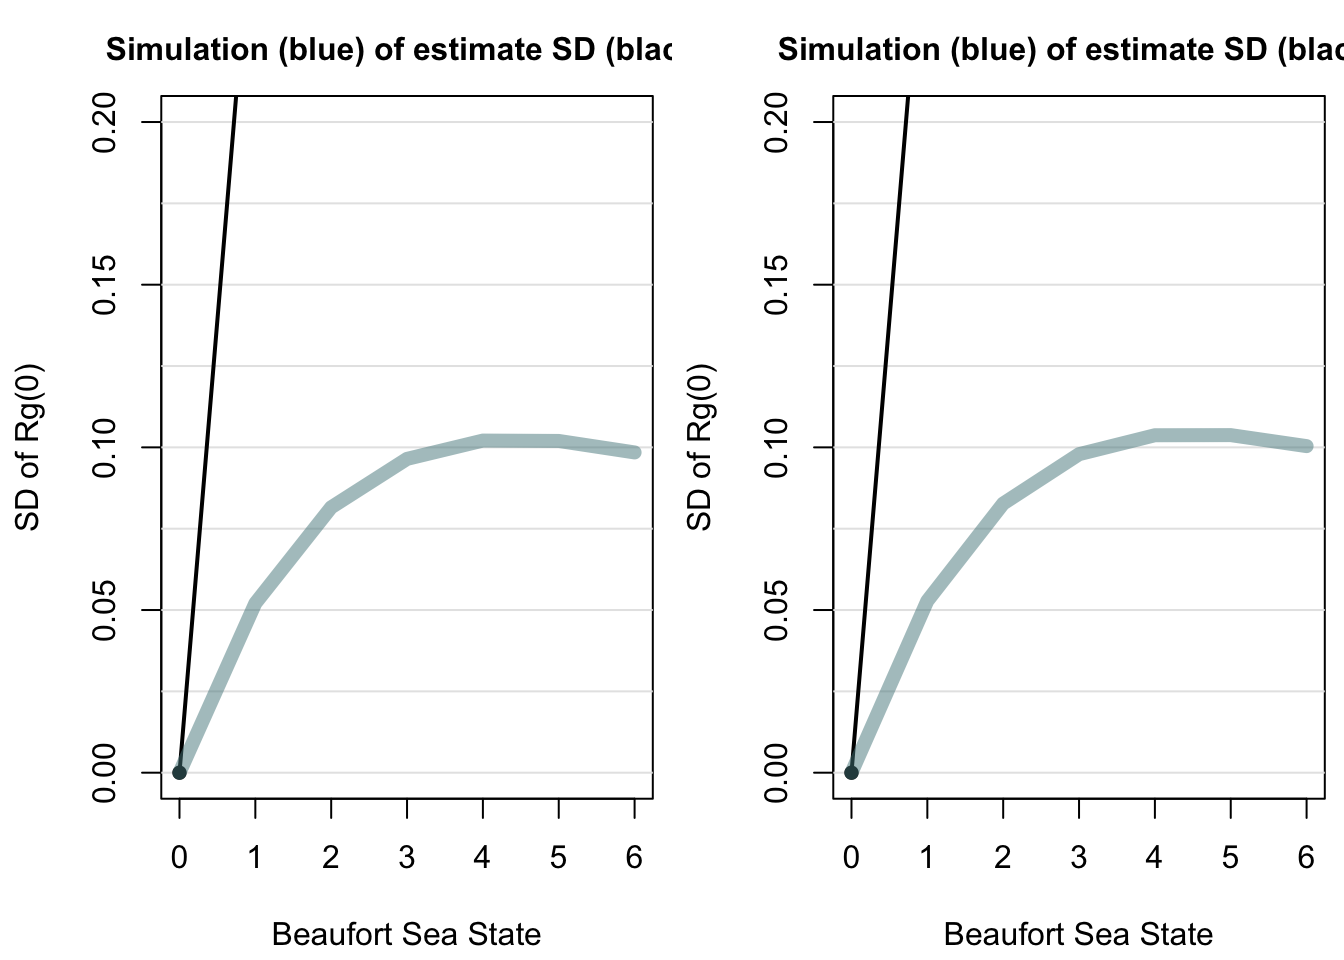 Simulation (blue) of estimate SD (blac
SD of Rg(0)
0.20
0.15
0.10
0.05
0.00
0 1 2 3 4 5 6
Beaufort Sea State
Simulation (blue) of estimate SD (blac
SD of Rg(0)
0.20
0.15
0.10
0.05
0.00
0 1 2 3 4 5 6
Beaufort Sea State